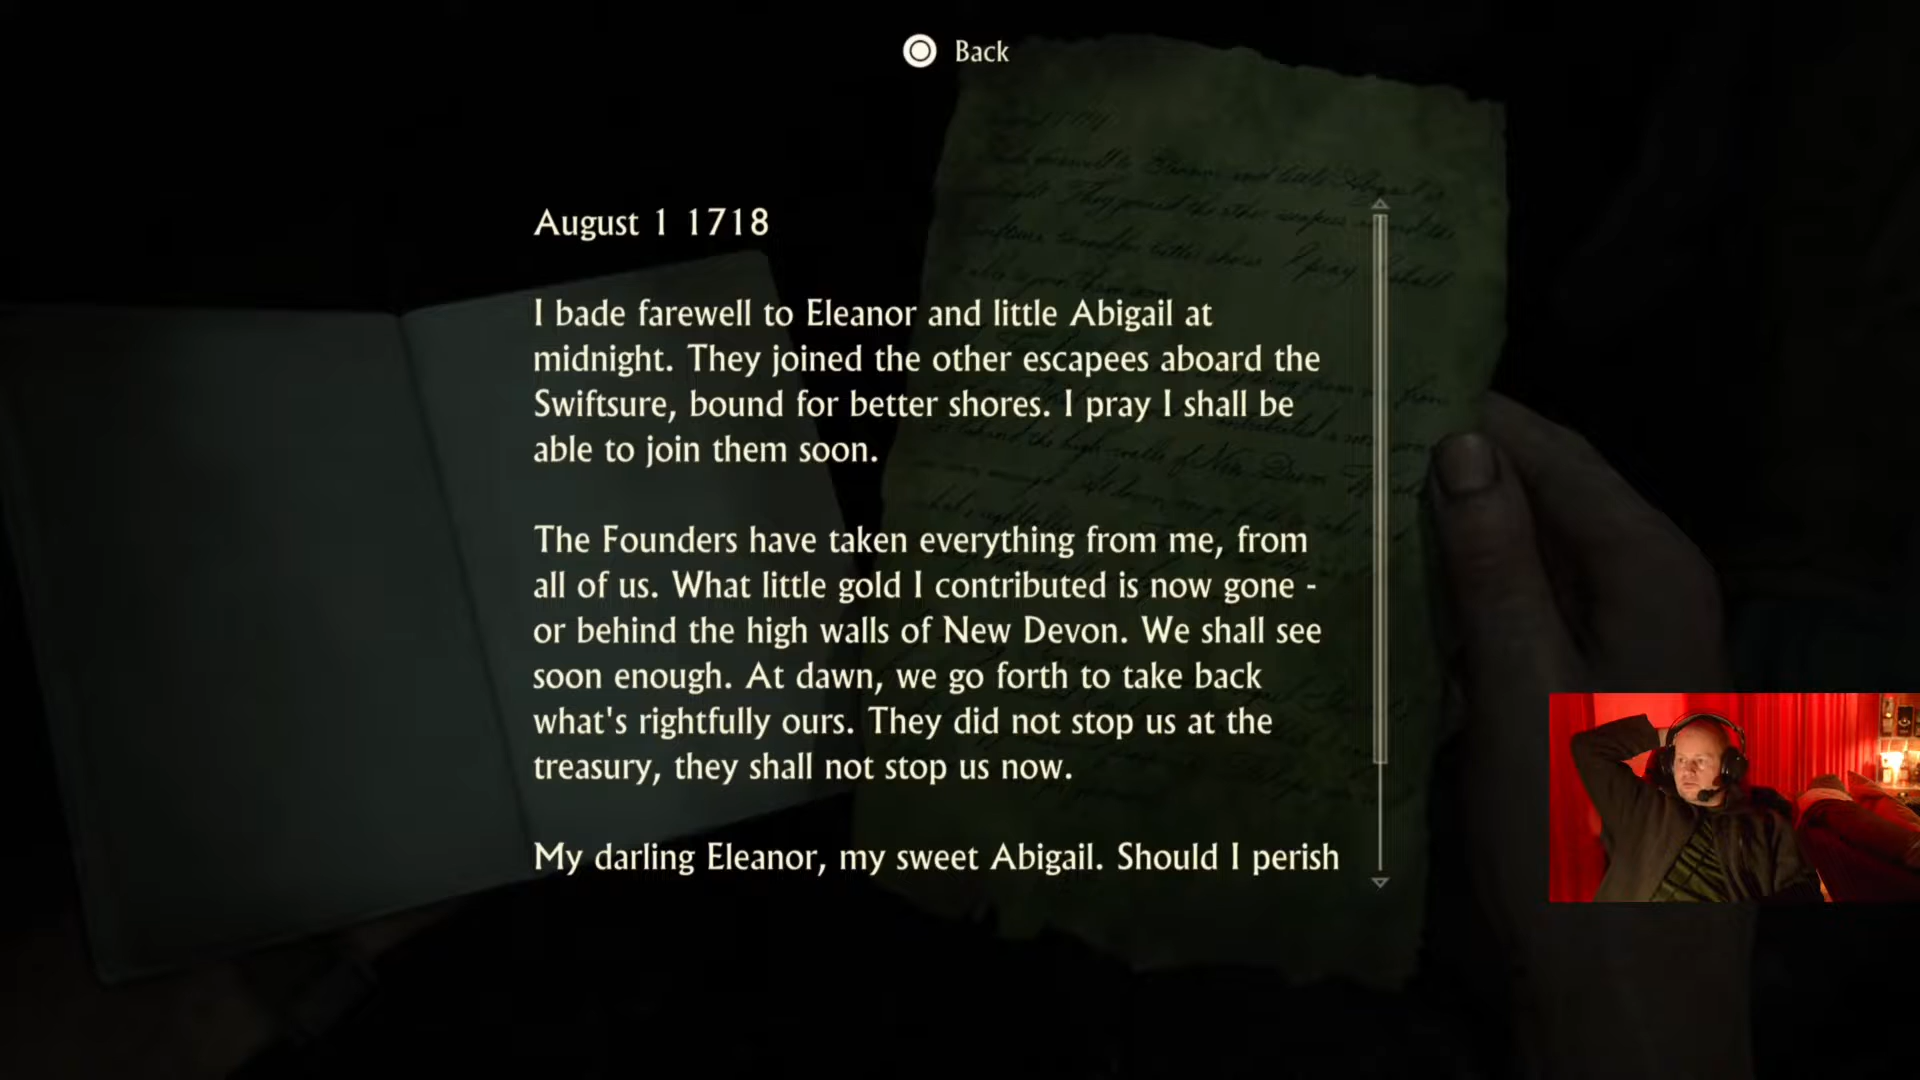 Back
August 1 1718
I bade farewell to Eleanor and little Abigail at
midnight. They joined the other escapees aboard the
Swiftsure, bound for better shores. I pray I shall be
able to join them soon.
The Founders have taken everything from me, from
all of us. What little gold I contributed is now gone -
or behind the high walls of New Devon. We shall see
soon enough. At dawn, we go forth to take back
what's rightfully ours. They did not stop us at the
treasury, they shall not stop us now.
My darling Eleanor, my sweet Abigail. Should I perish